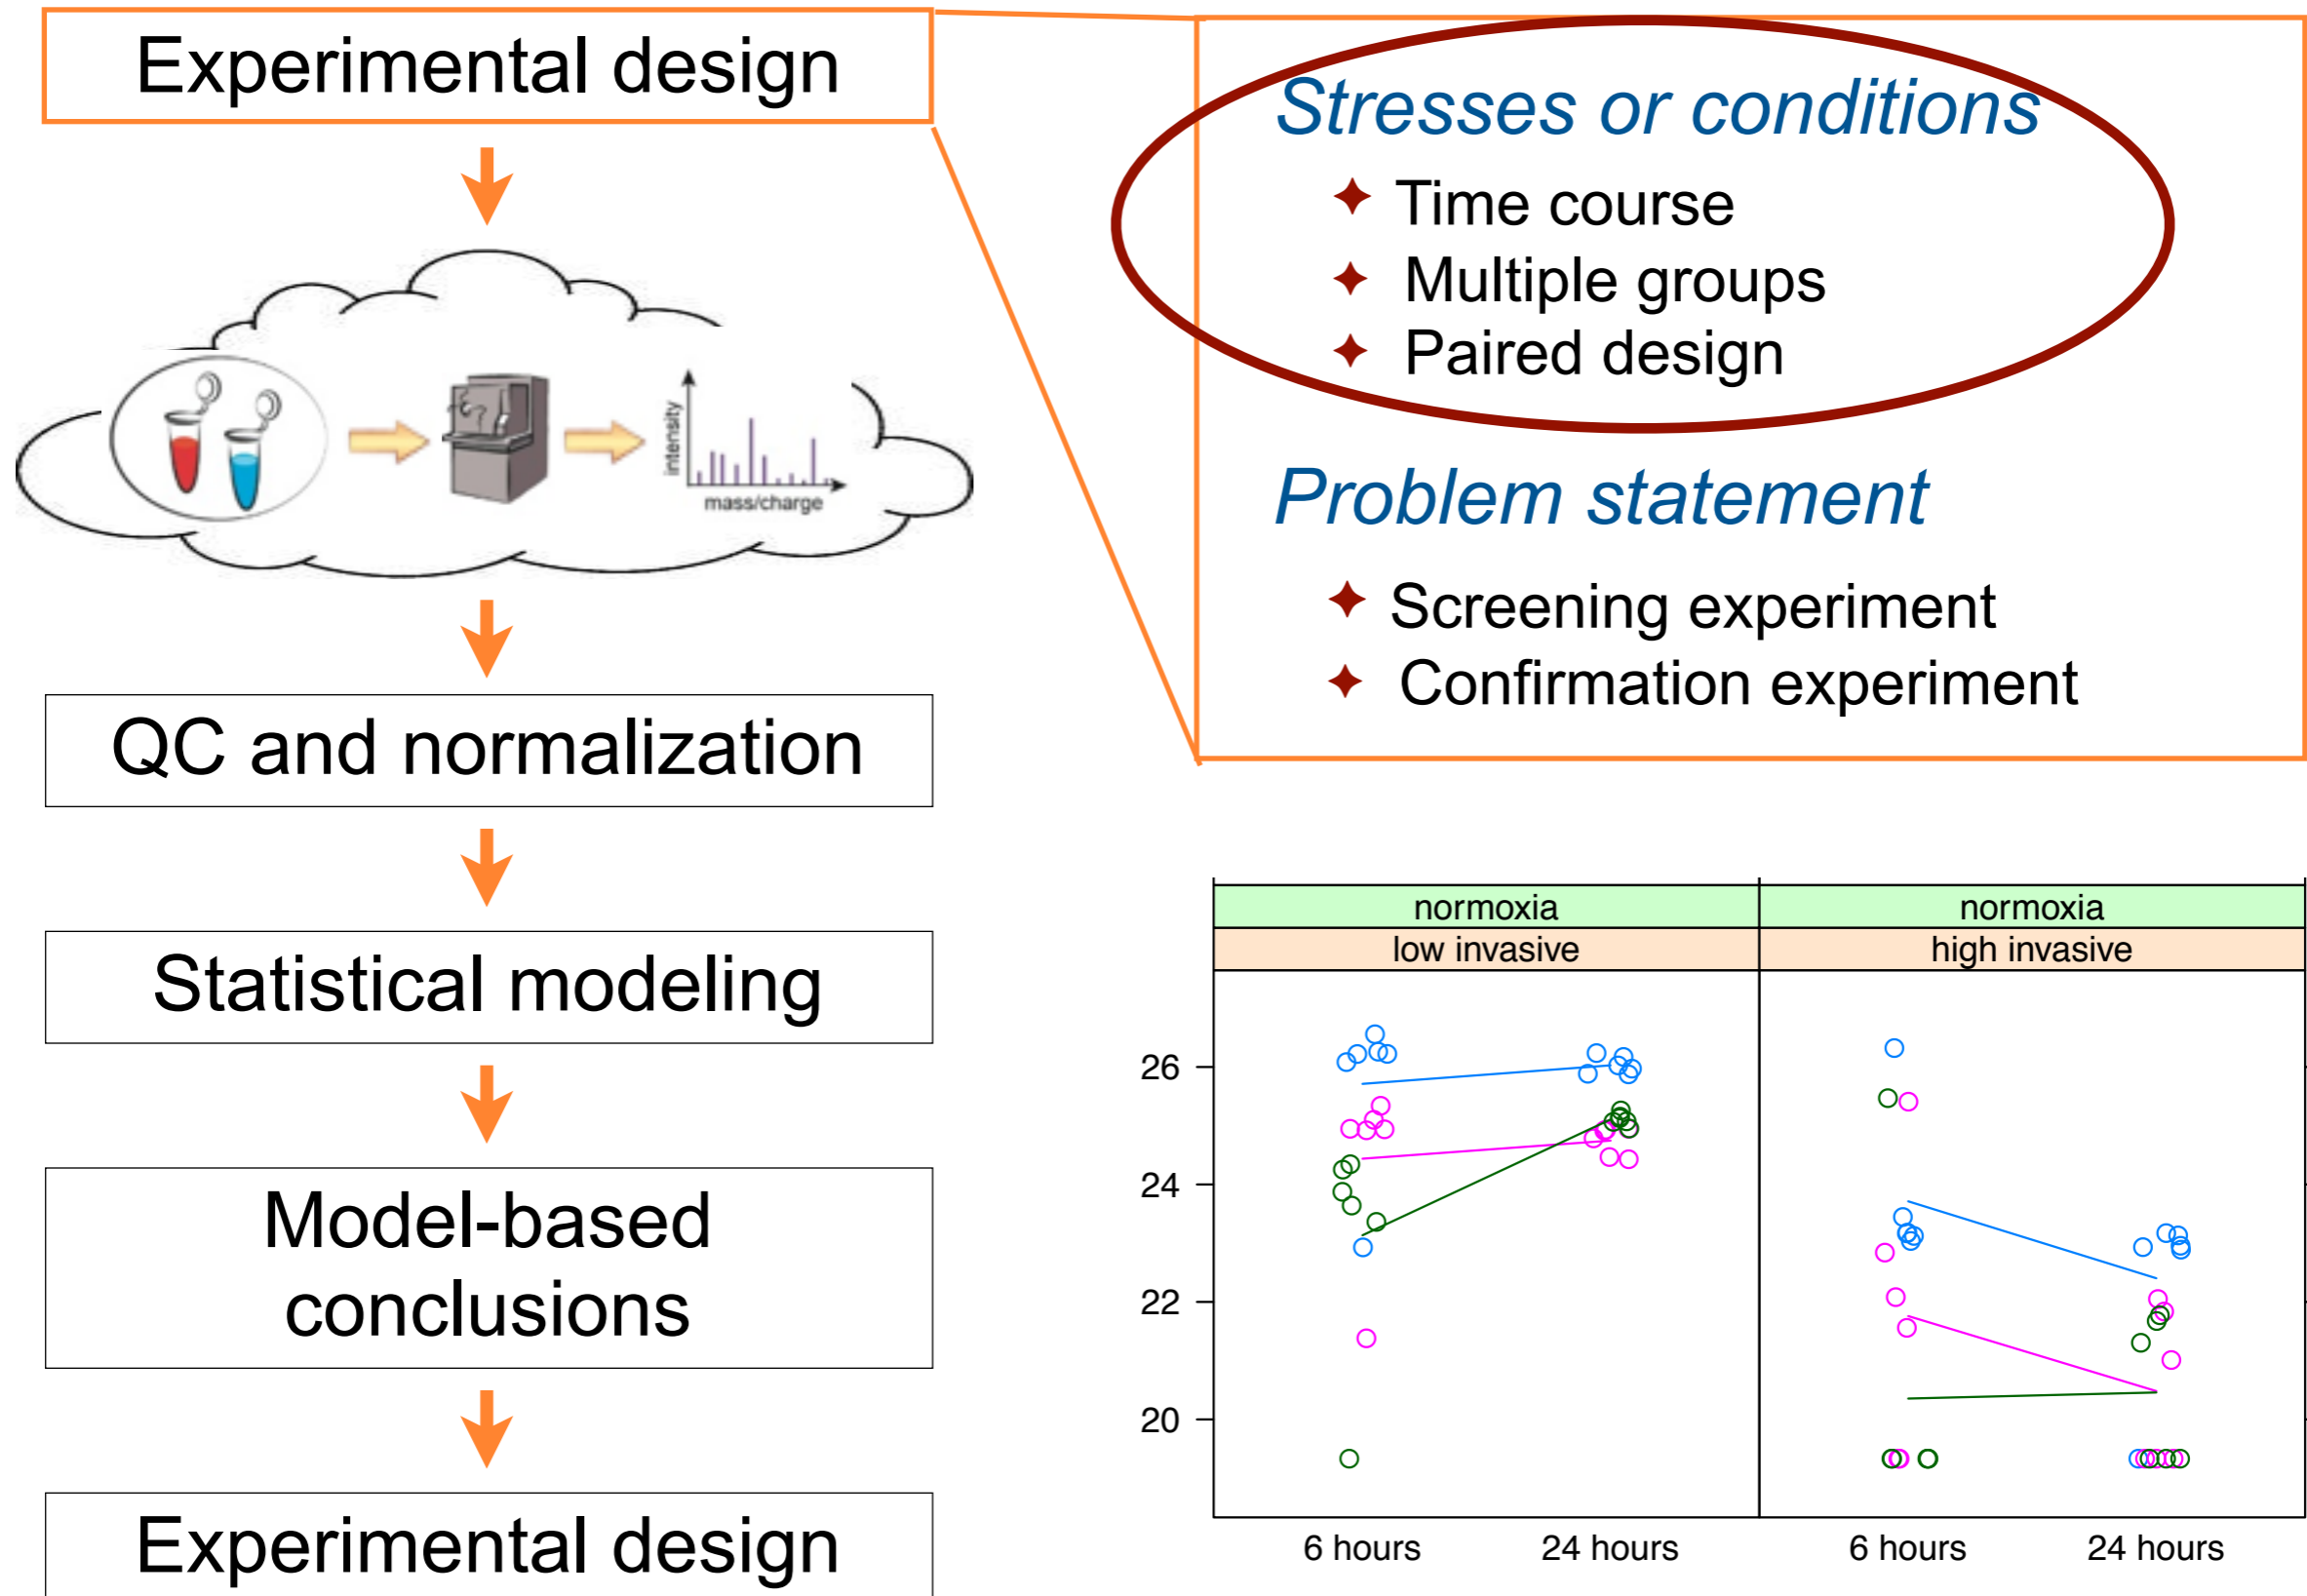 Experimental design
intensity
mass/charge
QC and normalization
Statistical modeling
Model-based
conclusions
Experimental design
Stresses or conditions
Time course
Multiple groups
Paired design
Problem statement
Screening experiment
Confirmation experiment
normoxia
normoxia
low invasive
high invasive
26
24
22
20
6 hours
24 hours
6 hours
24 hours